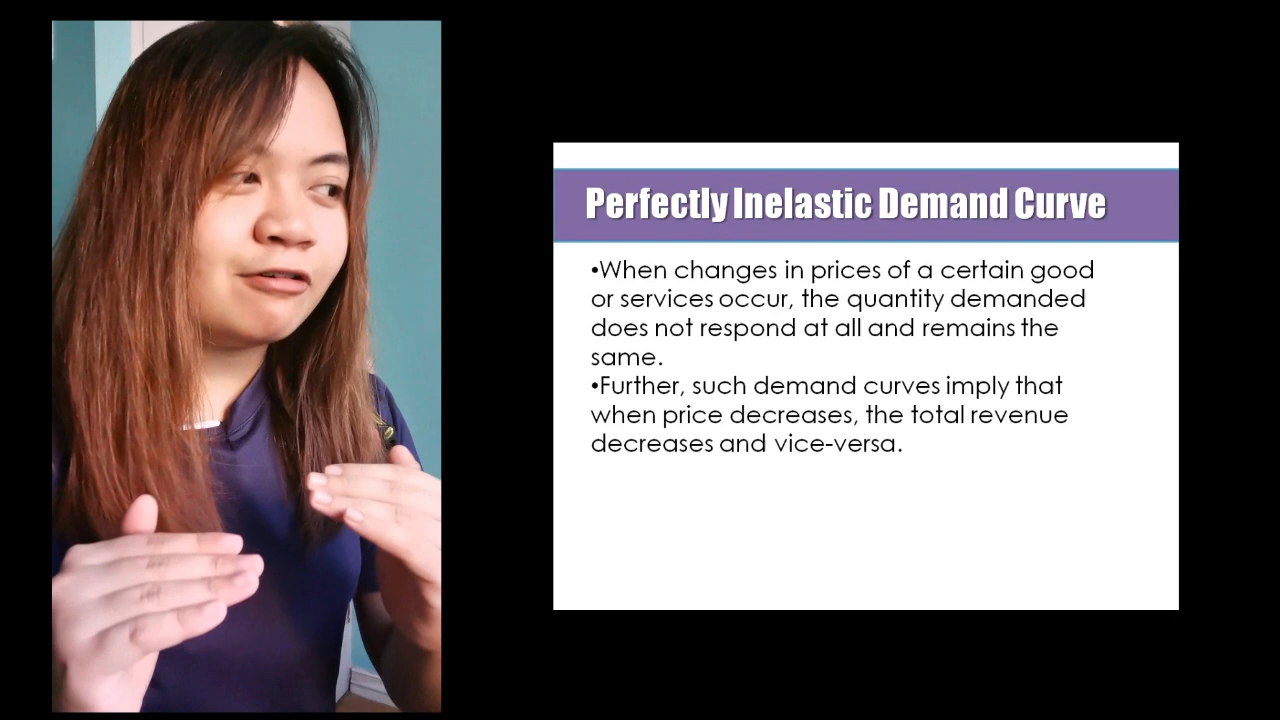 Perfectly Inelastic Demand Curve
•When changes in prices of a certain good
or services occur, the quantity demanded
does not respond at all and remains the
same.
•Further, such demand curves imply that
when price decreases, the total revenue
decreases and vice-versa.